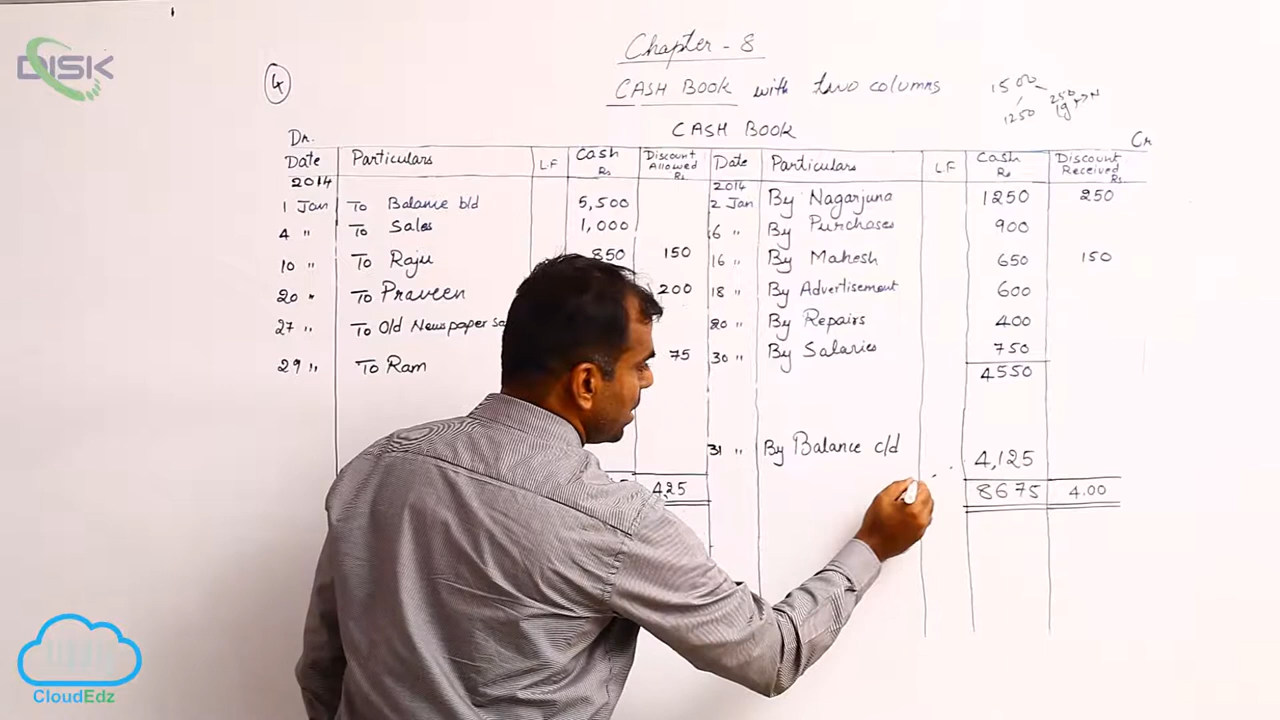 DISK
Chapter - 8
4
CASH BOOK with two columns
1500
1250
250
CASH BOOK
Dr. Cr
Date Particulars L.F Cash Rs Discount Allowed Rs Date Particulars LF Cash Rs Discount Received Rs
2014 2014
1 Jan To Balance b/d 5,500 2 Jan By Nagarjuna 1250 250
4 " To Sales 1,000 6 " By Purchases 900
10 " To Raju 850 150 16 " By Mahesh 650 150
20 " To Praveen 200 18 " By Advertisement 600
27 " To Old Newspaper 20 " By Repairs 400
29 " To Ram 75 30 " By Salaries 750
4550
31 " By Balance c/d 4,125
425 8675 4.00
CloudEdz